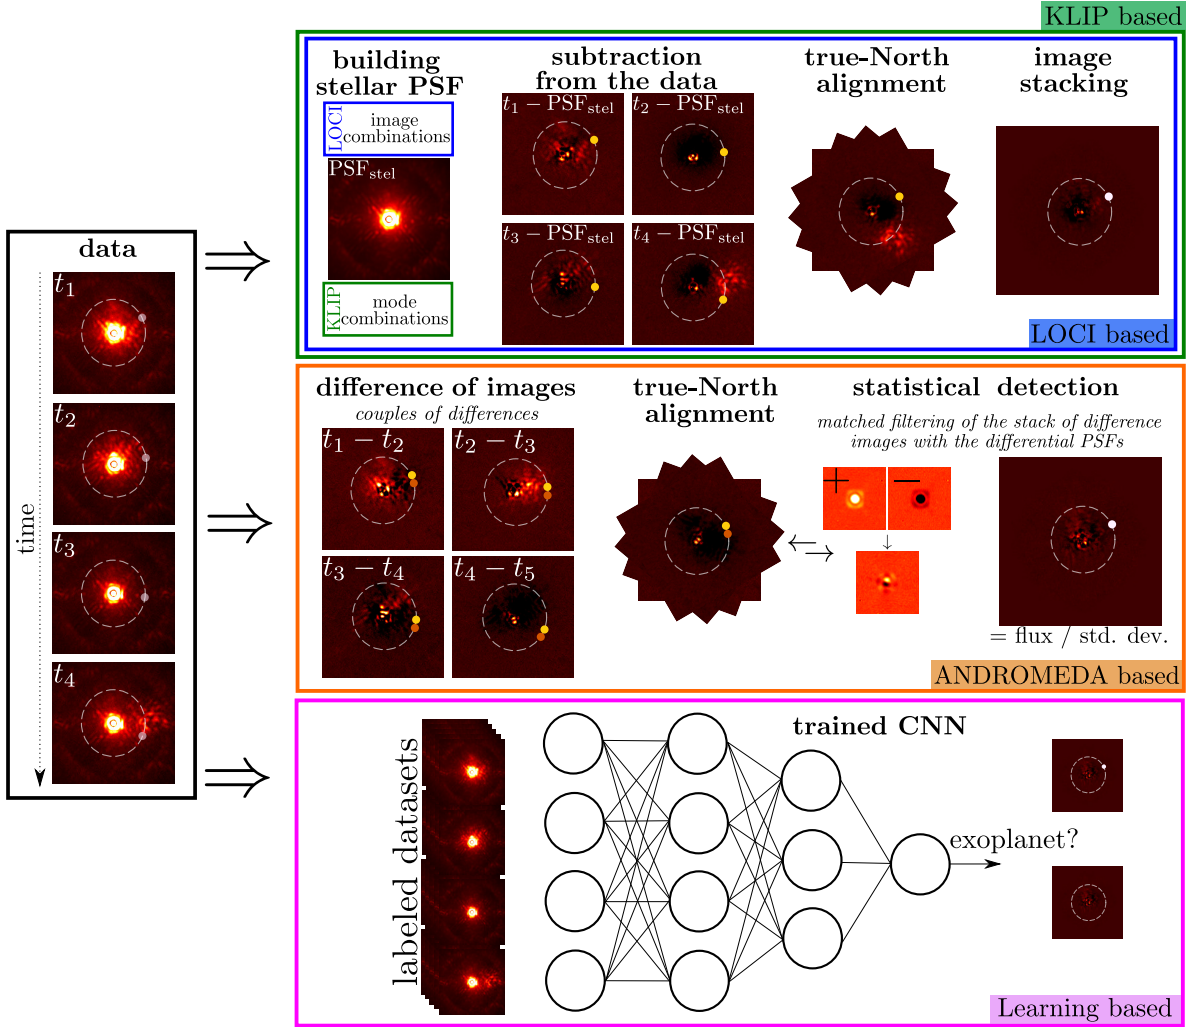 KLIP based
building
stellar PSF
LOCI
image
combinations
PSF_stel
KLIP
mode
combinations
subtraction
from the data
t_1 − PSF_stel
t_2 − PSF_stel
t_3 − PSF_stel
t_4 − PSF_stel
true-North
alignment
image
stacking
LOCI based
data
time
t_1
t_2
t_3
t_4
difference of images
couples of differences
t_1 − t_2
t_2 − t_3
t_3 − t_4
t_4 − t_5
true-North
alignment
statistical detection
matched filtering of the stack of difference
images with the differential PSFs
+
−
= flux / std. dev.
ANDROMEDA based
labeled datasets
trained CNN
exoplanet?
Learning based